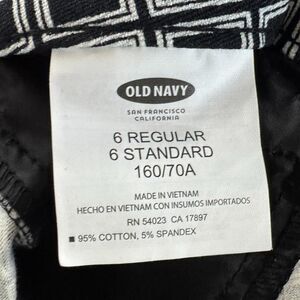 OLD NAVY
SAN FRANCISCO
CALIFORNIA
6 REGULAR
6 STANDARD
160/70A
MADE IN VIETNAM
HECHO EN VIETNAM CON INSUMOS IMPORTADOS
RN 54023 CA 17897
■ 95% COTTON, 5% SPANDEX